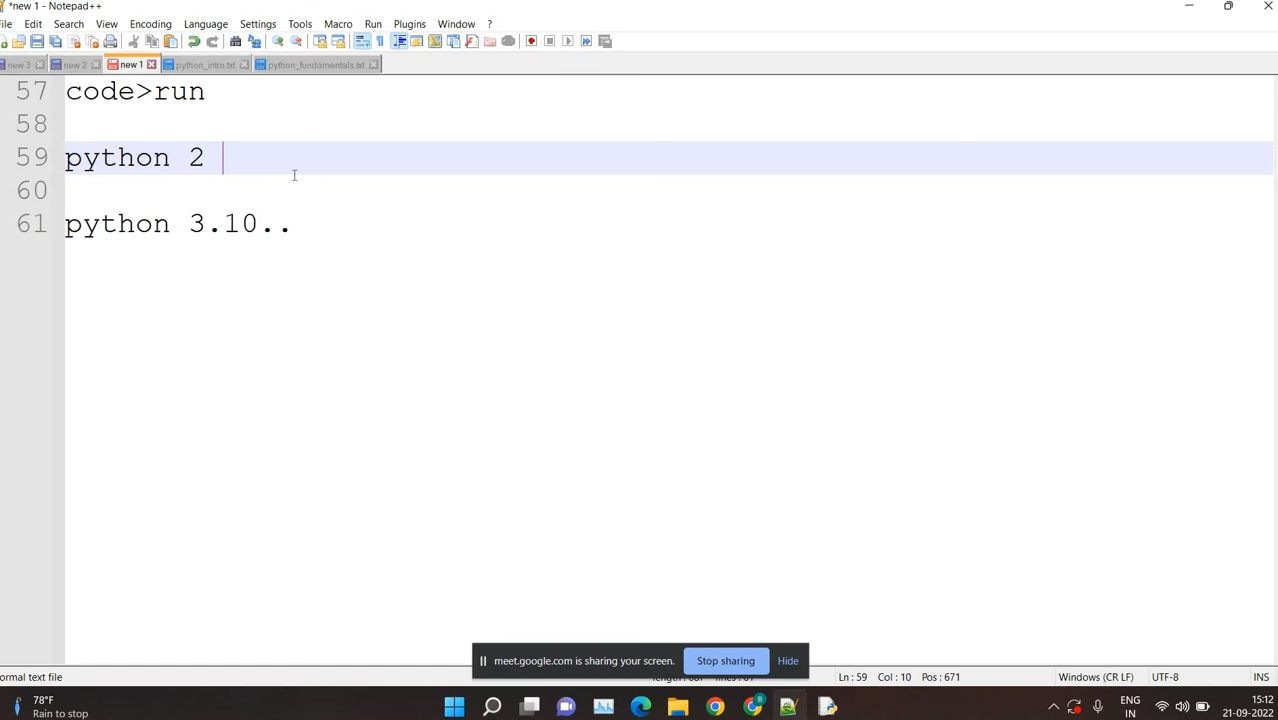 *new 1 - Notepad++
File Edit Search View Encoding Language Settings Tools Macro Run Plugins Window ?
new 3 new 2 new 1 python_intro.txt python_fundamentals.txt
57 code>run
58
59 python 2
60
61 python 3.10..
meet.google.com is sharing your screen. Stop sharing Hide
ormal text file Ln : 59 Col : 10 Pos : 671 Windows (CR LF) UTF-8 INS
78°F
Rain to stop
ENG
IN
15:12
21-09-2022